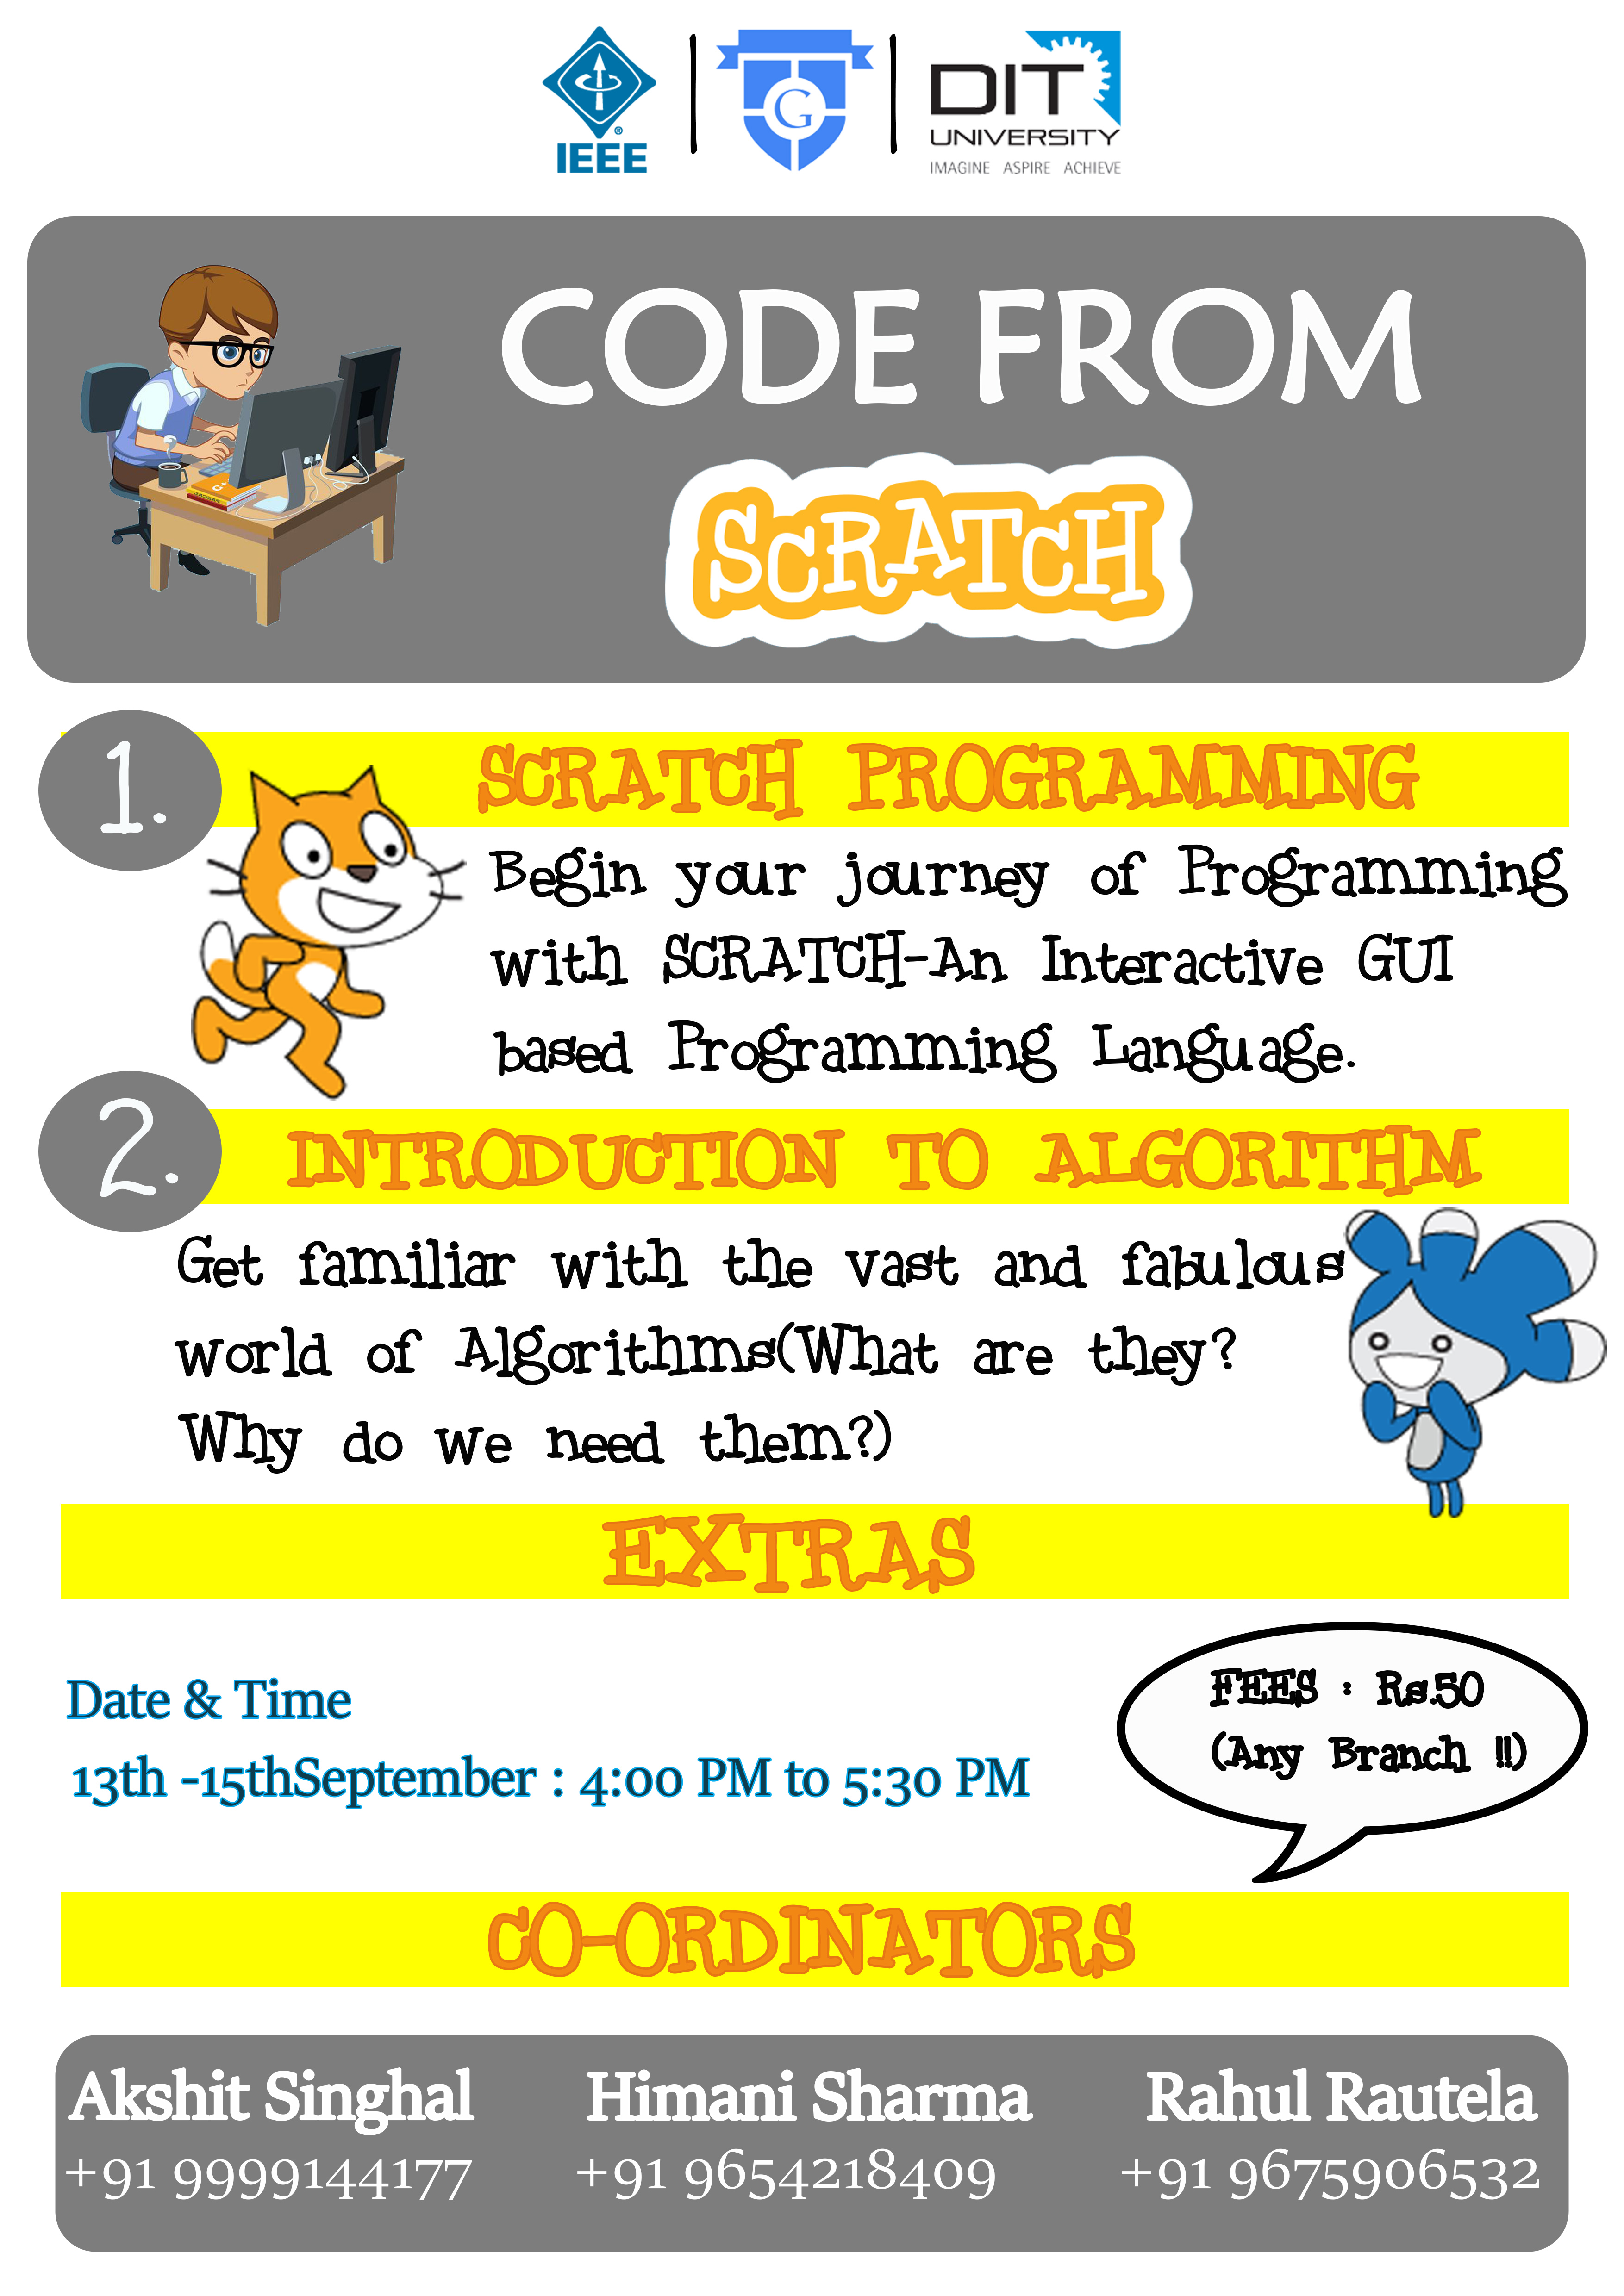 IEEE
G
DIT
UNIVERSITY
IMAGINE ASPIRE ACHIEVE
CODE FROM
SCRATCH
1.
SCRATCH PROGRAMMING
Begin your journey of Programming
with SCRATCH-An Interactive GUI
based Programming Language.
2.
INTRODUCTION TO ALGORITHM
Get familiar with the vast and fabulous
world of Algorithms(What are they?
Why do we need them?)
EXTRAS
Date & Time
13th -15thSeptember : 4:00 PM to 5:30 PM
FEES : Rs.50
(Any Branch !!)
CO-ORDINATORS
Akshit Singhal
+91 9999144177
Himani Sharma
+91 9654218409
Rahul Rautela
+91 9675906532